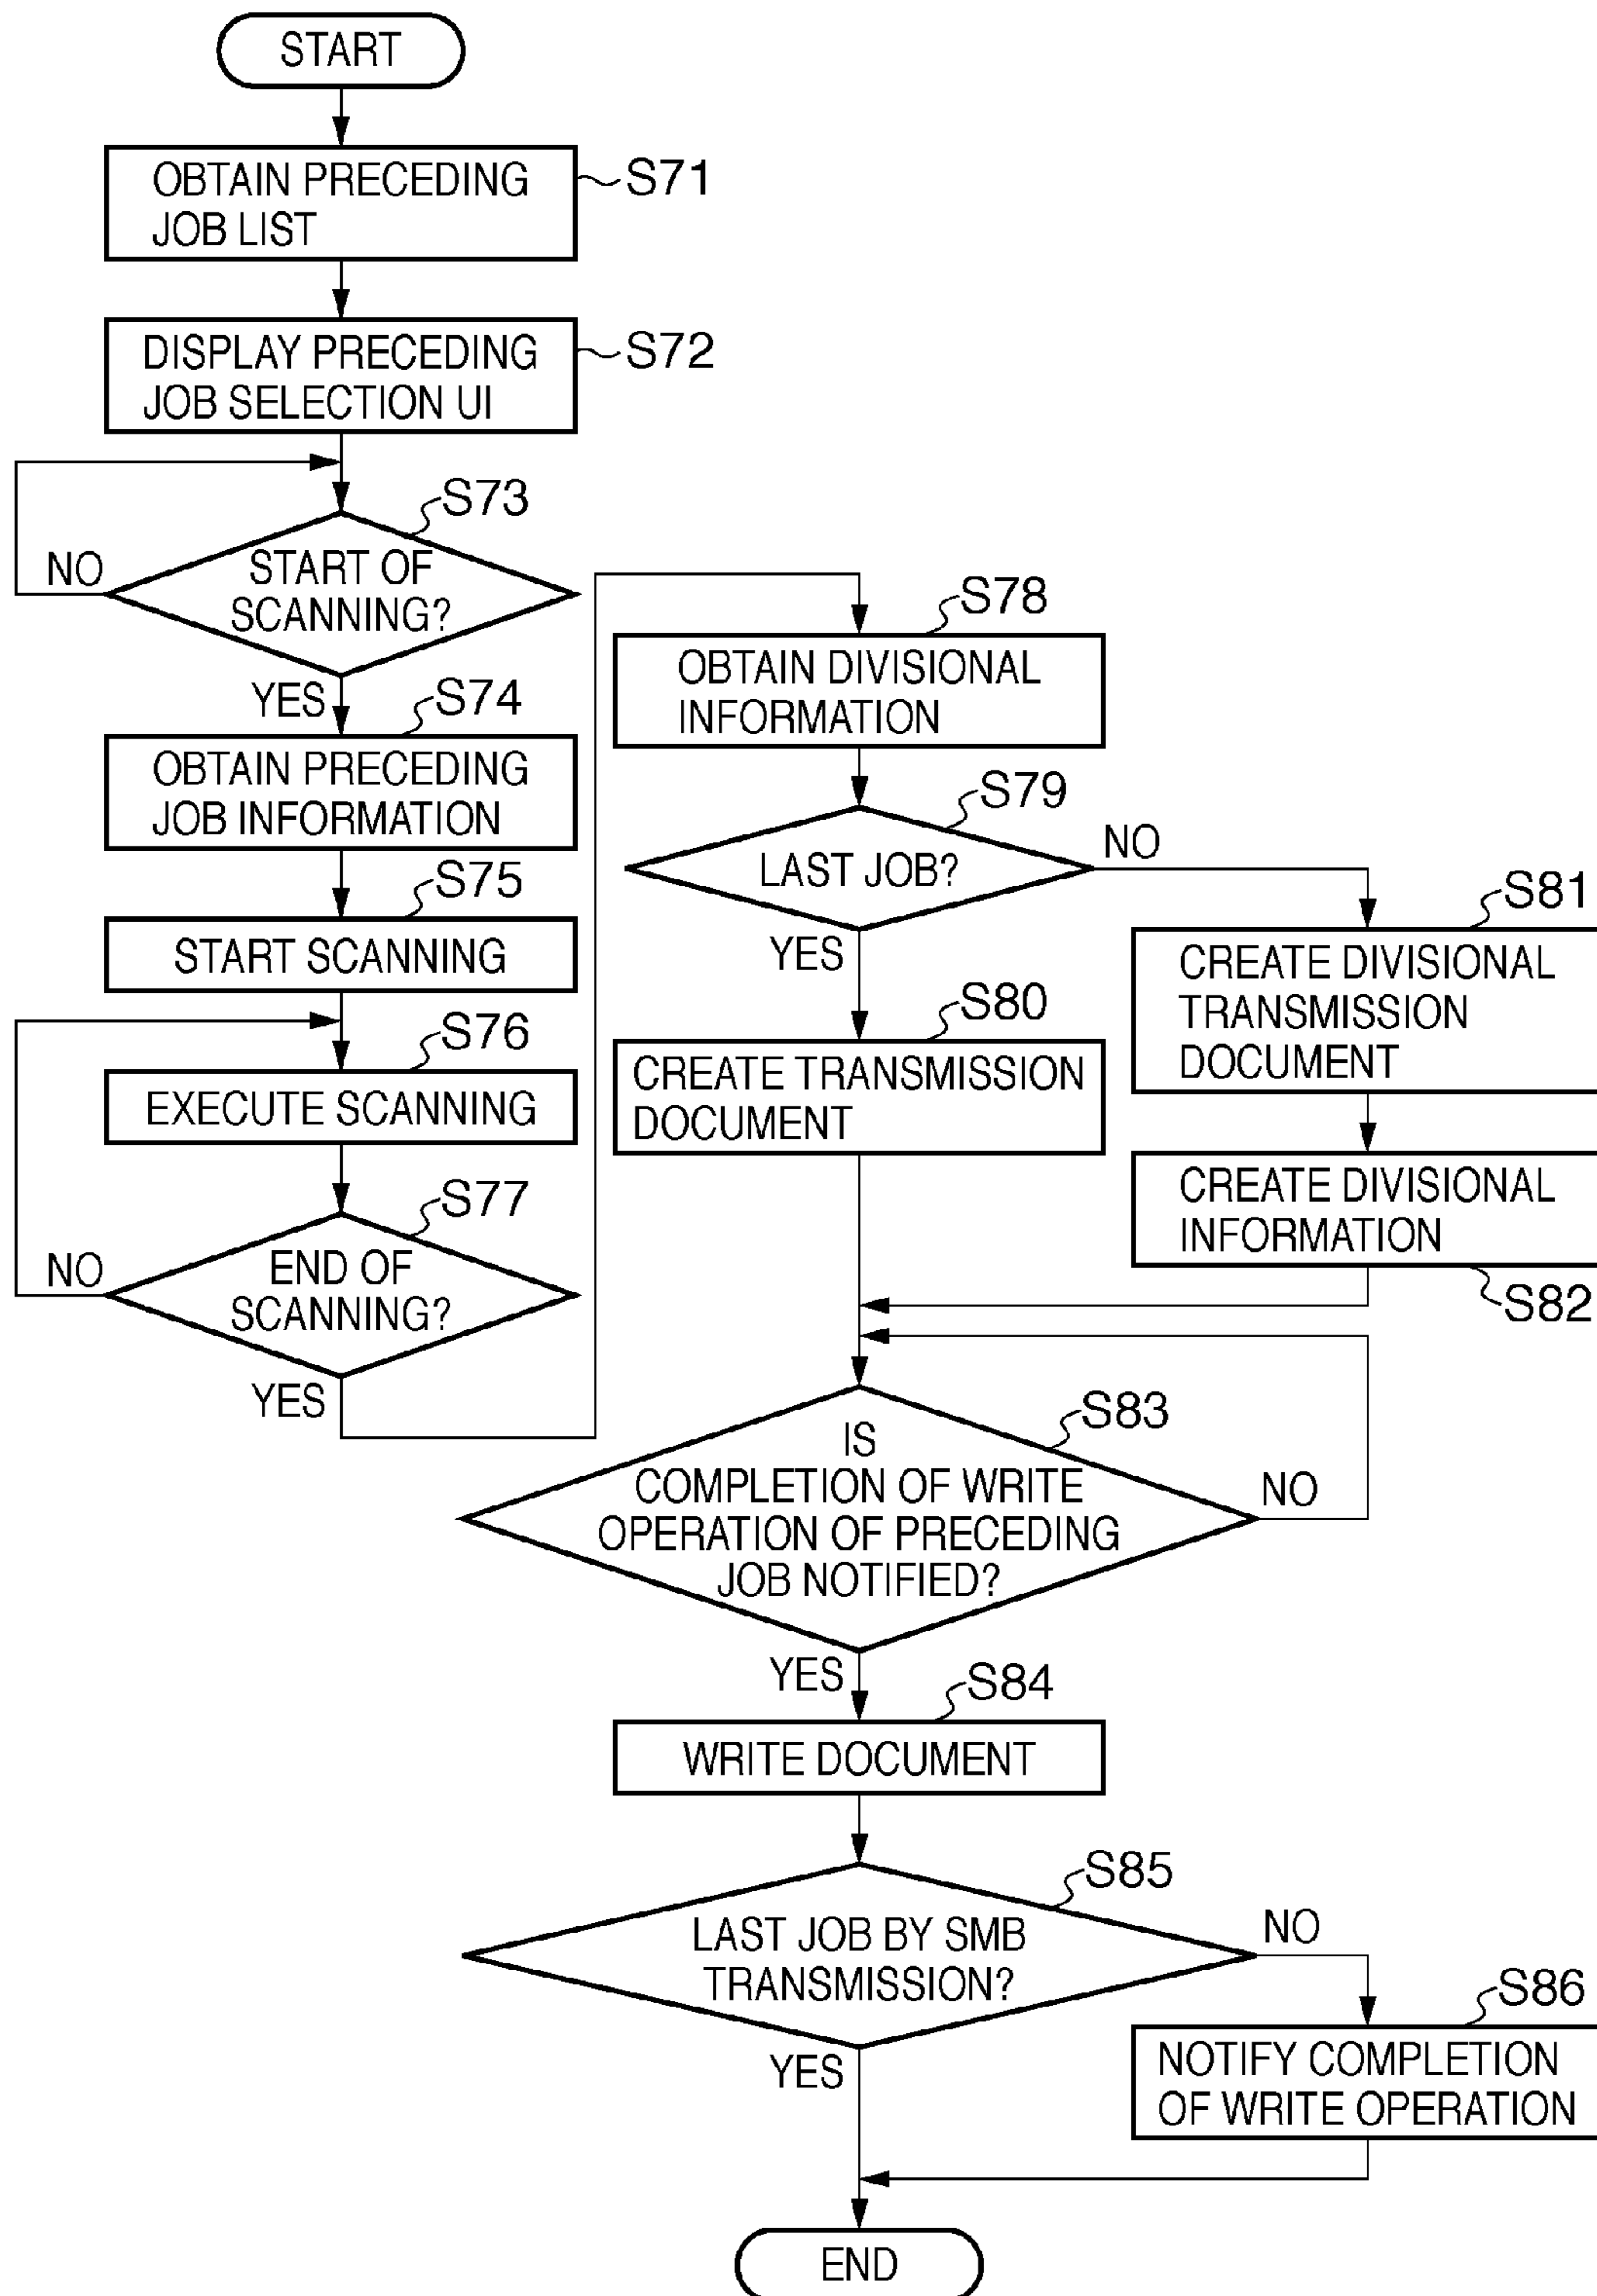 START
OBTAIN PRECEDING
JOB LIST
S71
DISPLAY PRECEDING
JOB SELECTION UI
S72
S73
START OF
SCANNING?
NO
YES
S74
OBTAIN PRECEDING
JOB INFORMATION
S75
START SCANNING
S76
EXECUTE SCANNING
S77
END OF
SCANNING?
NO
YES
S78
OBTAIN DIVISIONAL
INFORMATION
S79
LAST JOB?
NO
YES
S80
CREATE TRANSMISSION
DOCUMENT
S81
CREATE DIVISIONAL
TRANSMISSION
DOCUMENT
CREATE DIVISIONAL
INFORMATION
S82
S83
IS
COMPLETION OF WRITE
OPERATION OF PRECEDING
JOB NOTIFIED?
NO
YES
S84
WRITE DOCUMENT
S85
LAST JOB BY SMB
TRANSMISSION?
NO
YES
S86
NOTIFY COMPLETION
OF WRITE OPERATION
END